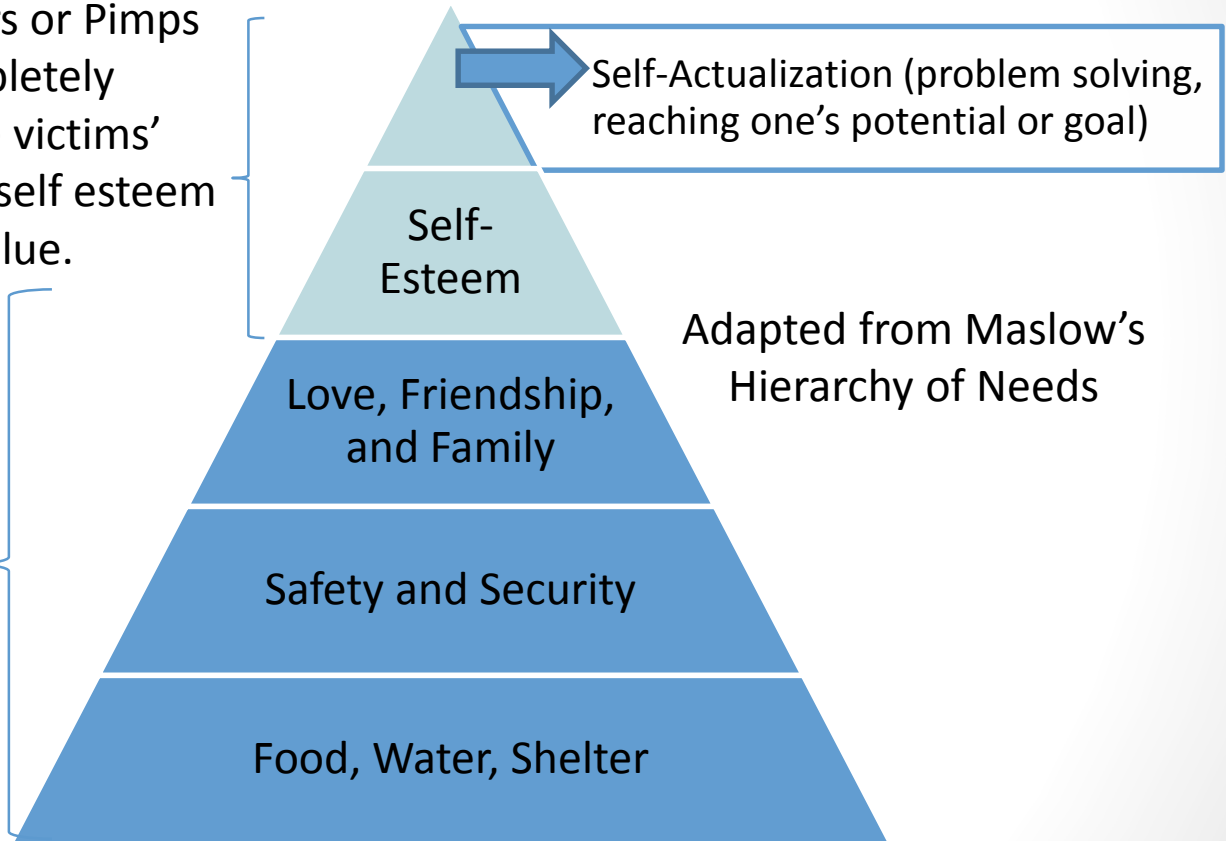 rs or Pimps
pletely
victims'
self esteem
lue.
Self-Actualization (problem solving,
reaching one's potential or goal)
Self-
Esteem
Adapted from Maslow's
Hierarchy of Needs
Love, Friendship,
and Family
Safety and Security
Food, Water, Shelter